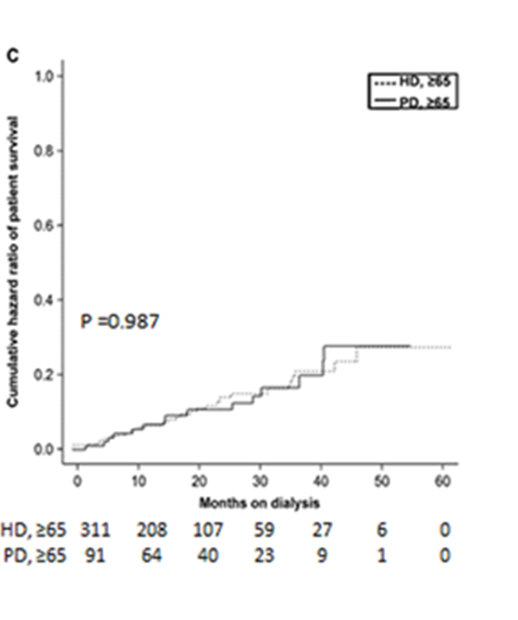 C
Cumulative hazard ratio of patient survival
1.0
0.8
0.6
0.4
0.2
0.0
HD, ≥65
PD, ≥65
P =0.987
0 10 20 30 40 50 60
Months on dialysis
HD, ≥65 311 208 107 59 27 6 0
PD, ≥65 91 64 40 23 9 1 0